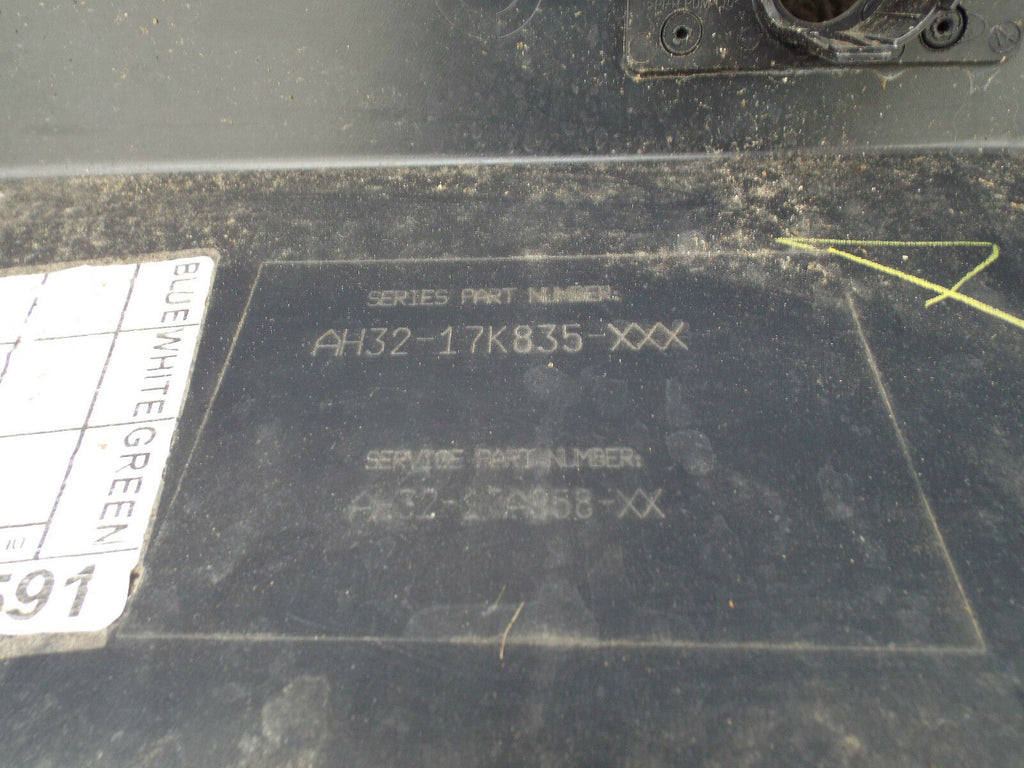 BLUE
WHITE
GREEN
591
SERIES PART NUMBER:
AH32-17K835-XXX
SERVICE PART NUMBER: